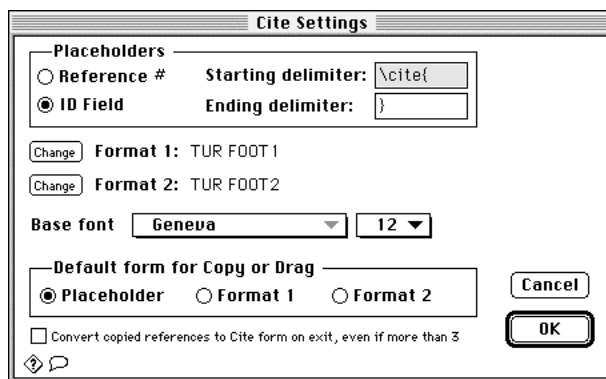 Cite Settings
Placeholders
Reference #
Starting delimiter: \cite{
ID Field
Ending delimiter: }
Change Format 1: TUR FOOT1
Change Format 2: TUR FOOT2
Base font Geneva 12
Default form for Copy or Drag
Placeholder Format 1 Format 2
Cancel
Convert copied references to Cite form on exit, even if more than 3
OK
?